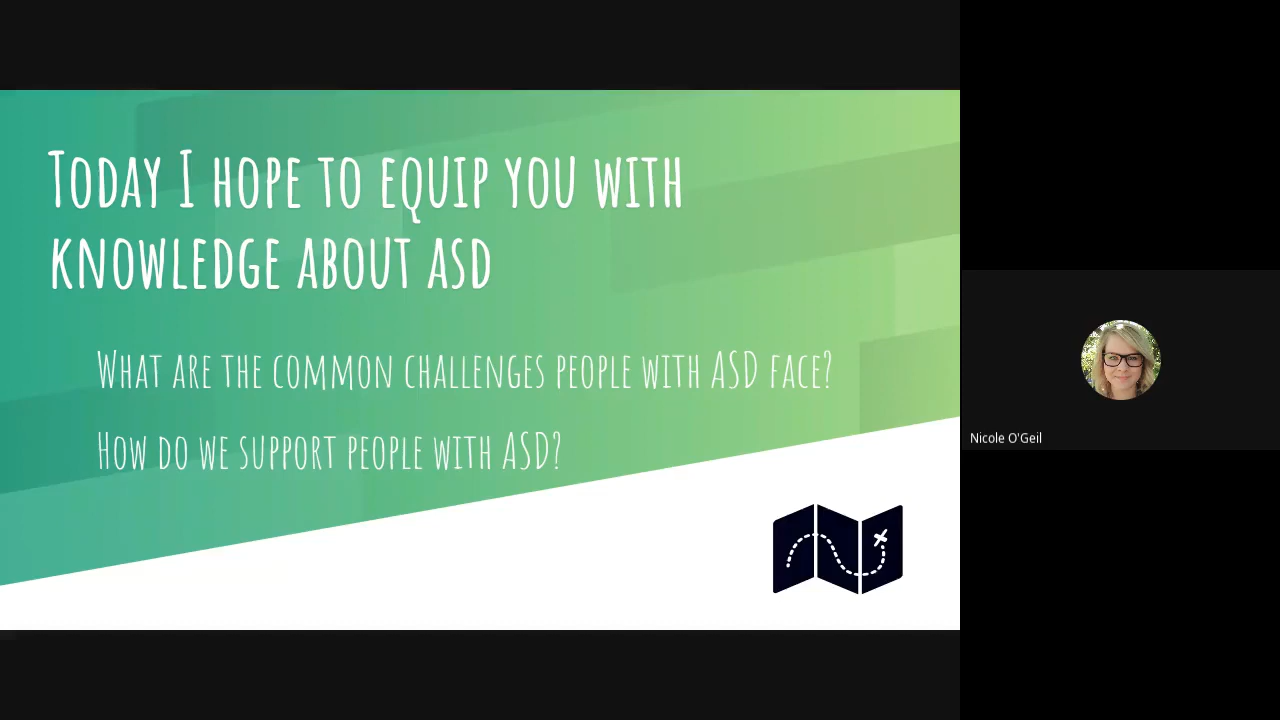 Today I hope to equip you with
knowledge about ASD
What are the common challenges people with ASD face?
How do we support people with ASD?
Nicole O'Geil